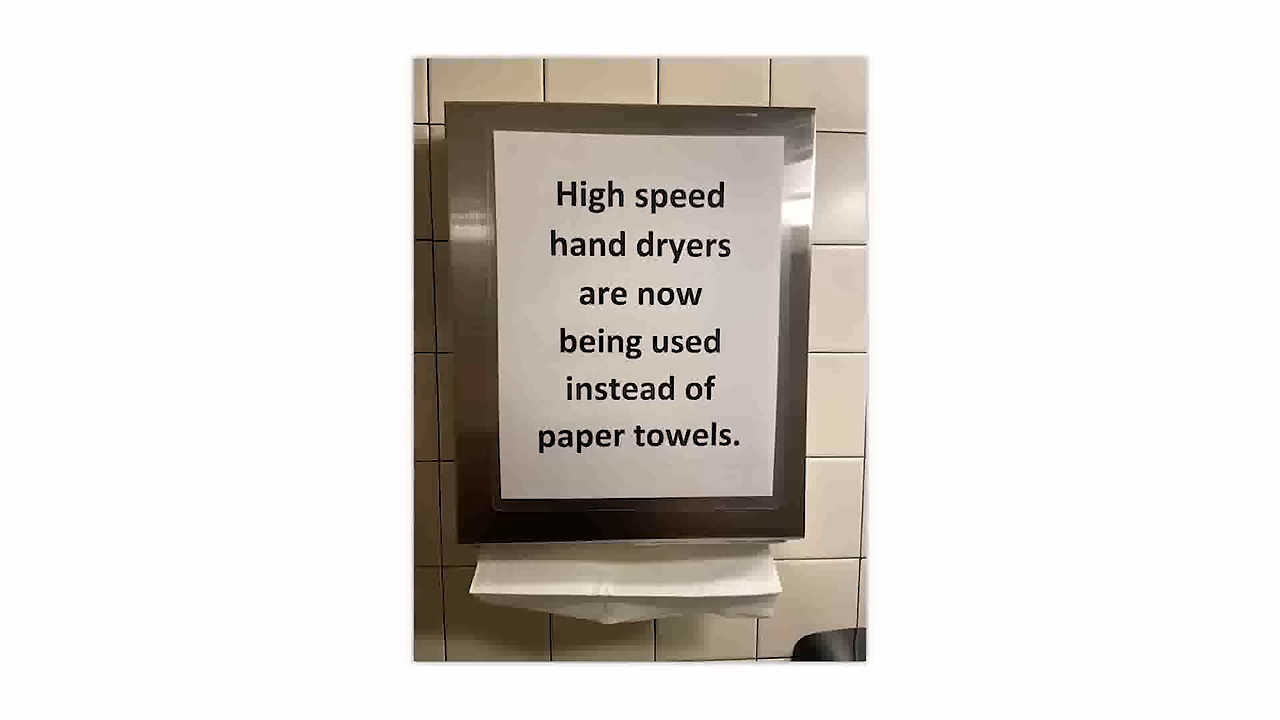 High speed
hand dryers
are now
being used
instead of
paper towels.